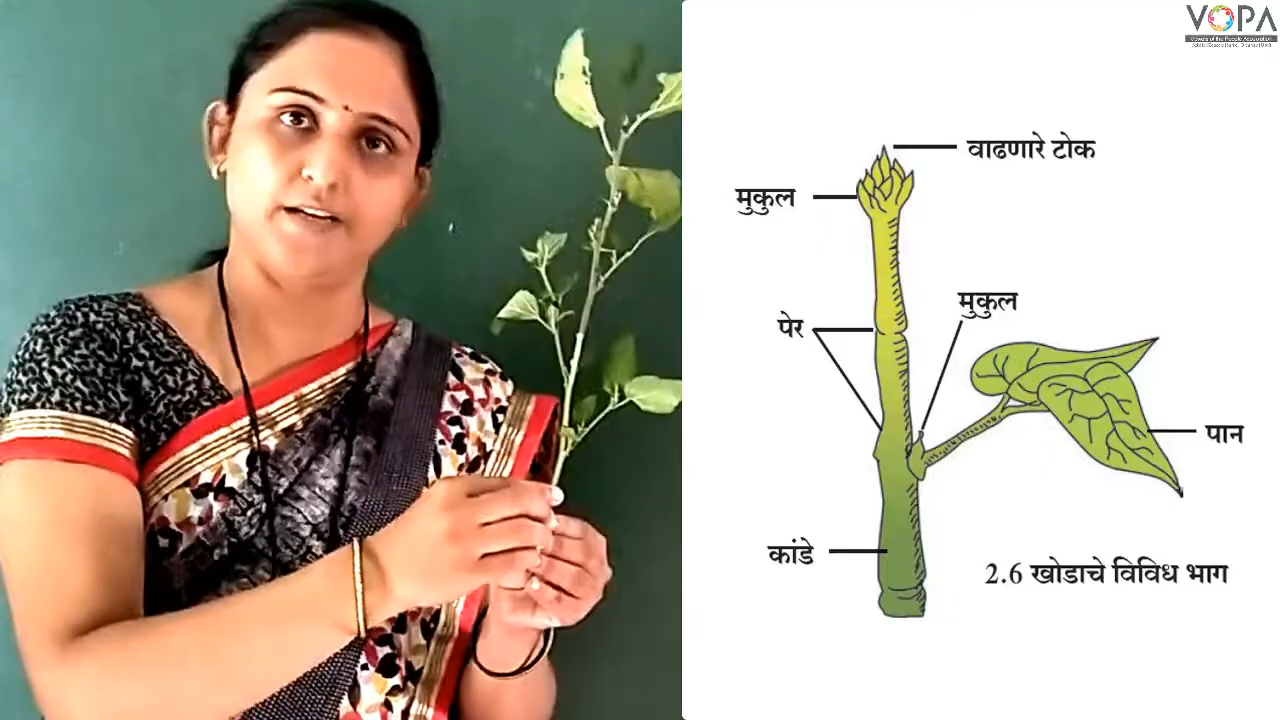 VOPA
वाढणारे टोक
मुकुल
मुकुल
पेर
पान
कांडे
2.6 खोडाचे विविध भाग